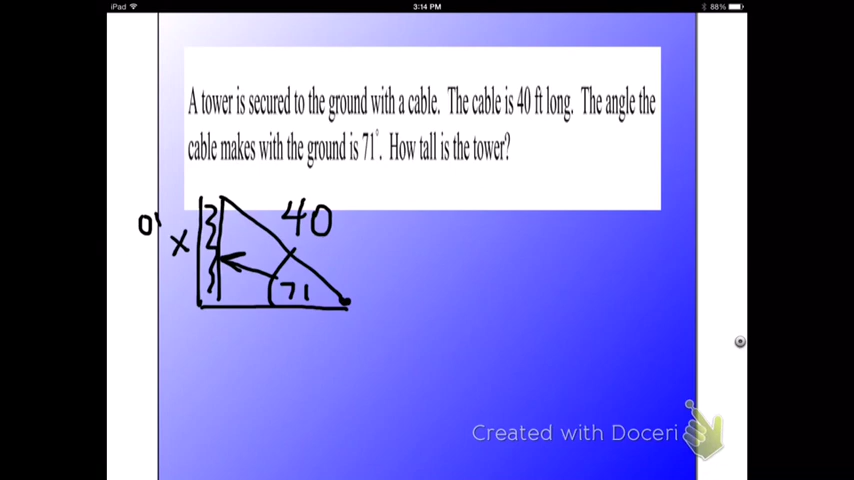 iPad 3:14 PM 88%
A tower is secured to the ground with a cable. The cable is 40 ft long. The angle the
cable makes with the ground is 71°. How tall is the tower?
40
x
71
Created with Doceri